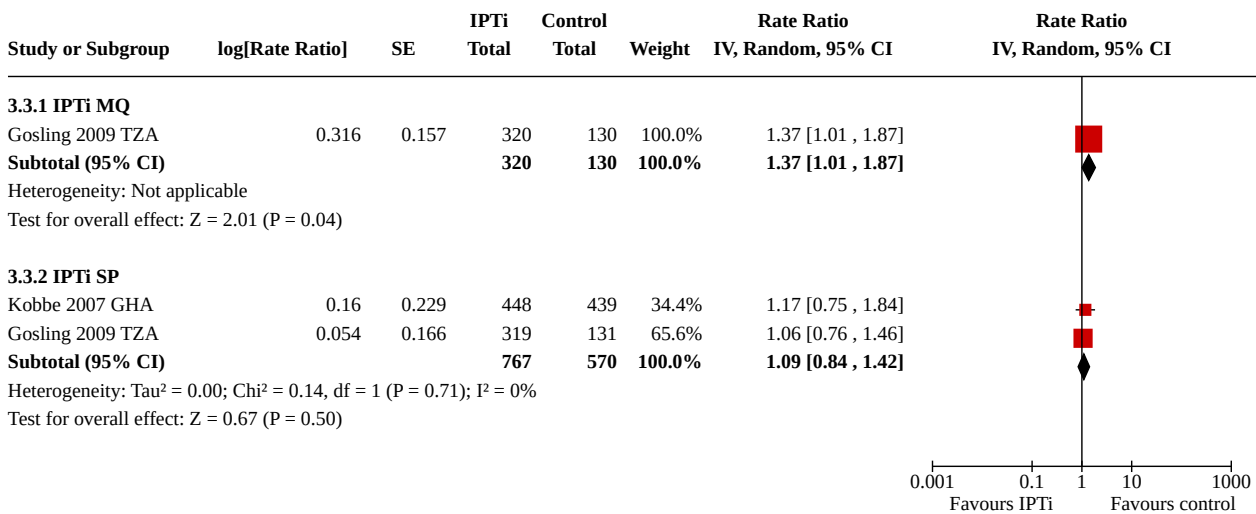 IPTi Control Rate Ratio Rate Ratio
Study or Subgroup log[Rate Ratio] SE Total Total Weight IV, Random, 95% CI IV, Random, 95% CI
3.3.1 IPTi MQ
Gosling 2009 TZA 0.316 0.157 320 130 100.0% 1.37 [1.01 , 1.87]
Subtotal (95% CI) 320 130 100.0% 1.37 [1.01 , 1.87]
Heterogeneity: Not applicable
Test for overall effect: Z = 2.01 (P = 0.04)
3.3.2 IPTi SP
Kobbe 2007 GHA 0.16 0.229 448 439 34.4% 1.17 [0.75 , 1.84]
Gosling 2009 TZA 0.054 0.166 319 131 65.6% 1.06 [0.76 , 1.46]
Subtotal (95% CI) 767 570 100.0% 1.09 [0.84 , 1.42]
Heterogeneity: Tau² = 0.00; Chi² = 0.14, df = 1 (P = 0.71); I² = 0%
Test for overall effect: Z = 0.67 (P = 0.50)
0.001 0.1 1 10 1000
Favours IPTi Favours control